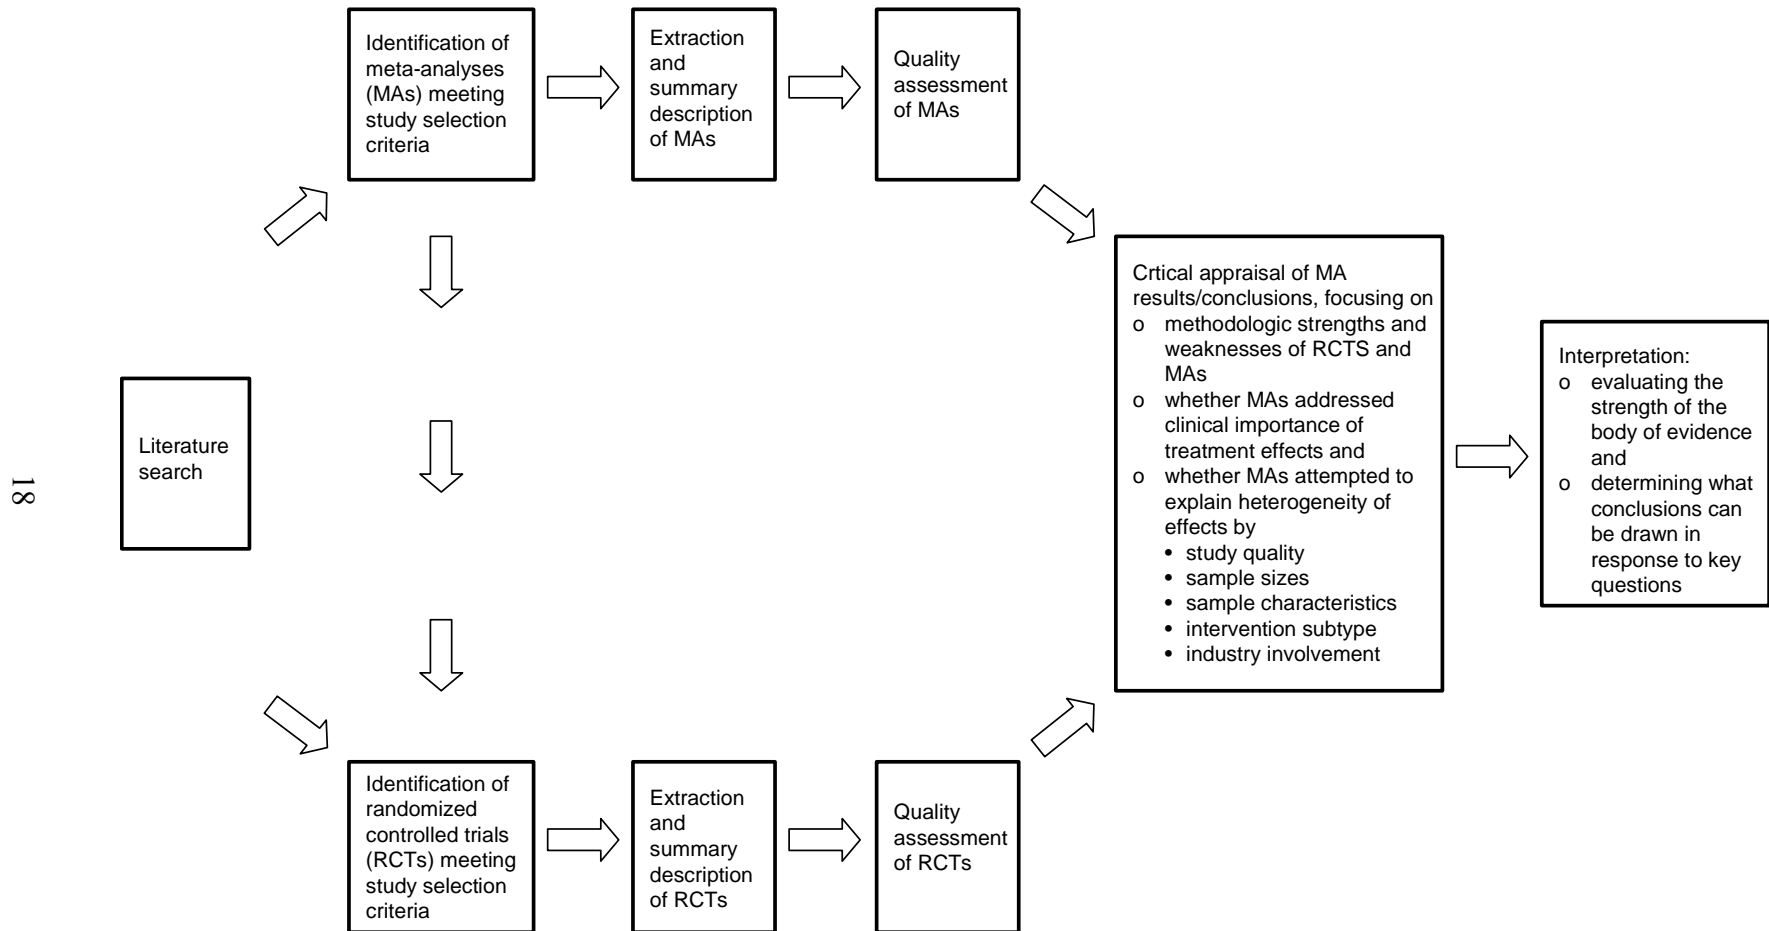 Identification of
meta-analyses
(MAs) meeting
study selection
criteria
Extraction
and
summary
description
of MAs
Quality
assessment
of MAs
Literature
search
Crtical appraisal of MA
results/conclusions, focusing on
o methodologic strengths and
weaknesses of RCTS and
MAs
o whether MAs addressed
clinical importance of
treatment effects and
o whether MAs attempted to
explain heterogeneity of
effects by
• study quality
• sample sizes
• sample characteristics
• intervention subtype
• industry involvement
Interpretation:
o evaluating the
strength of the
body of evidence
and
o determining what
conclusions can
be drawn in
response to key
questions
Identification of
randomized
controlled trials
(RCTs) meeting
study selection
criteria
Extraction
and
summary
description
of RCTs
Quality
assessment
of RCTs
18